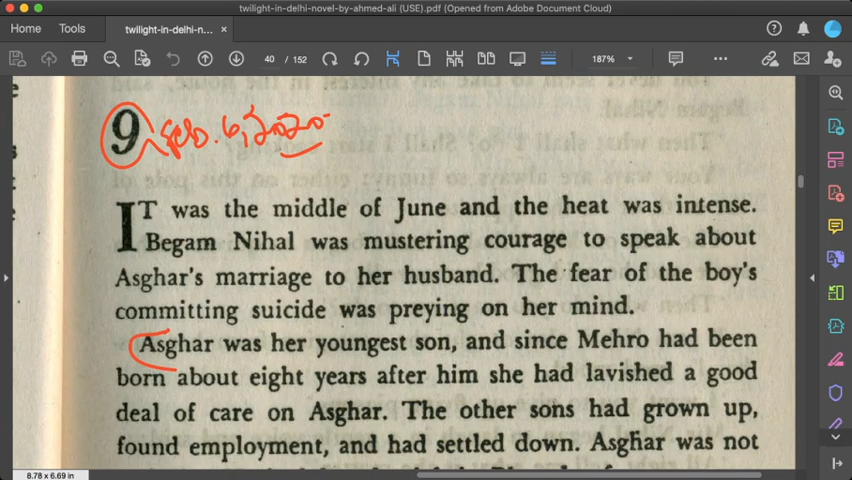 twilight-in-delhi-novel-by-ahmed-ali (USE).pdf (Opened from Adobe Document Cloud)
Home Tools twilight-in-delhi-no... ×
40 / 152 187%
9 Feb. 6, 2020
IT was the middle of June and the heat was intense.
Begam Nihal was mustering courage to speak about
Asghar's marriage to her husband. The fear of the boy's
committing suicide was preying on her mind.
Asghar was her youngest son, and since Mehro had been
born about eight years after him she had lavished a good
deal of care on Asghar. The other sons had grown up,
found employment, and had settled down. Asghar was not
8.78 x 6.69 in